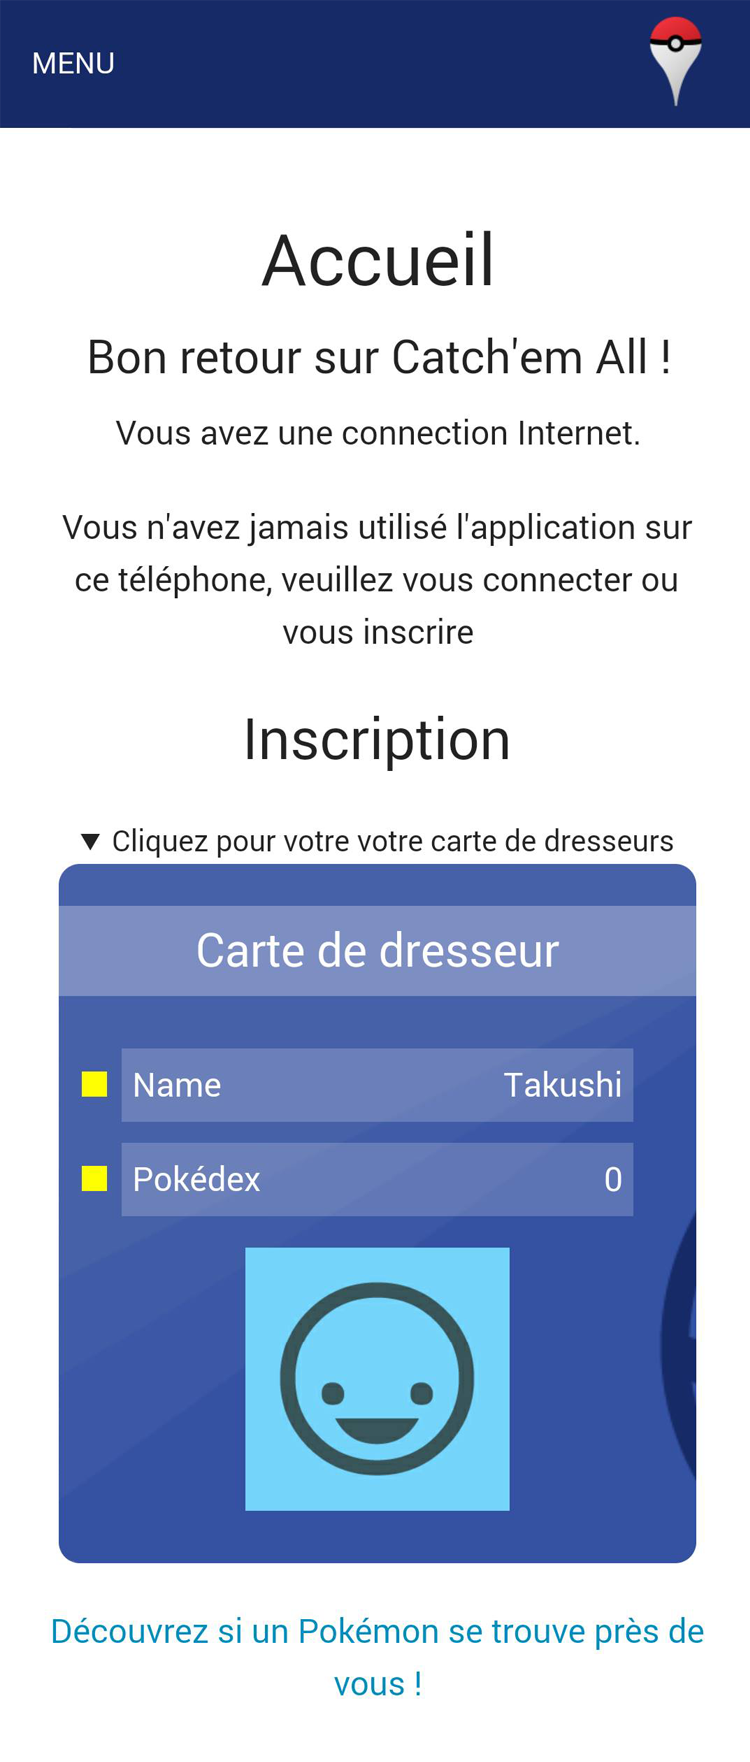 MENU
Accueil
Bon retour sur Catch'em All !
Vous avez une connection Internet.
Vous n'avez jamais utilisé l'application sur
ce téléphone, veuillez vous connecter ou
vous inscrire
Inscription
▼ Cliquez pour votre votre carte de dresseurs
Carte de dresseur
Name Takushi
Pokédex 0
Découvrez si un Pokémon se trouve près de
vous !